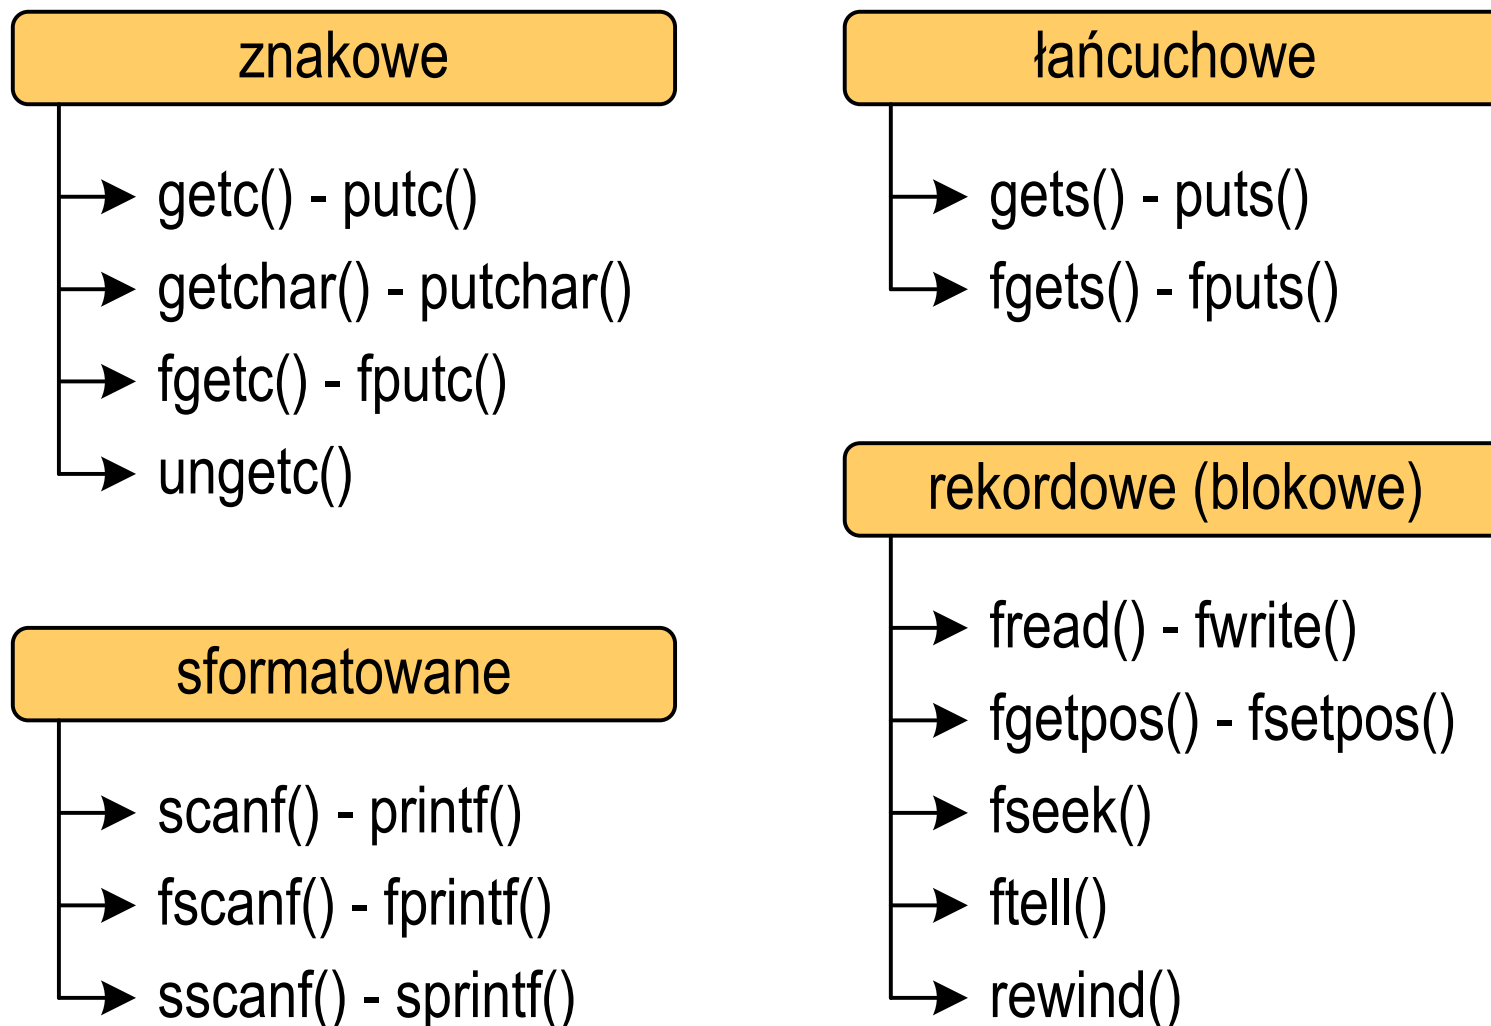 znakowe
getc() - putc()
getchar() - putchar()
fgetc() - fputc()
ungetc()
sformatowane
scanf() - printf()
fscanf() - fprintf()
sscanf() - sprintf()
łańcuchowe
gets() - puts()
fgets() - fputs()
rekordowe (blokowe)
fread() - fwrite()
fgetpos() - fsetpos()
fseek()
ftell()
rewind()